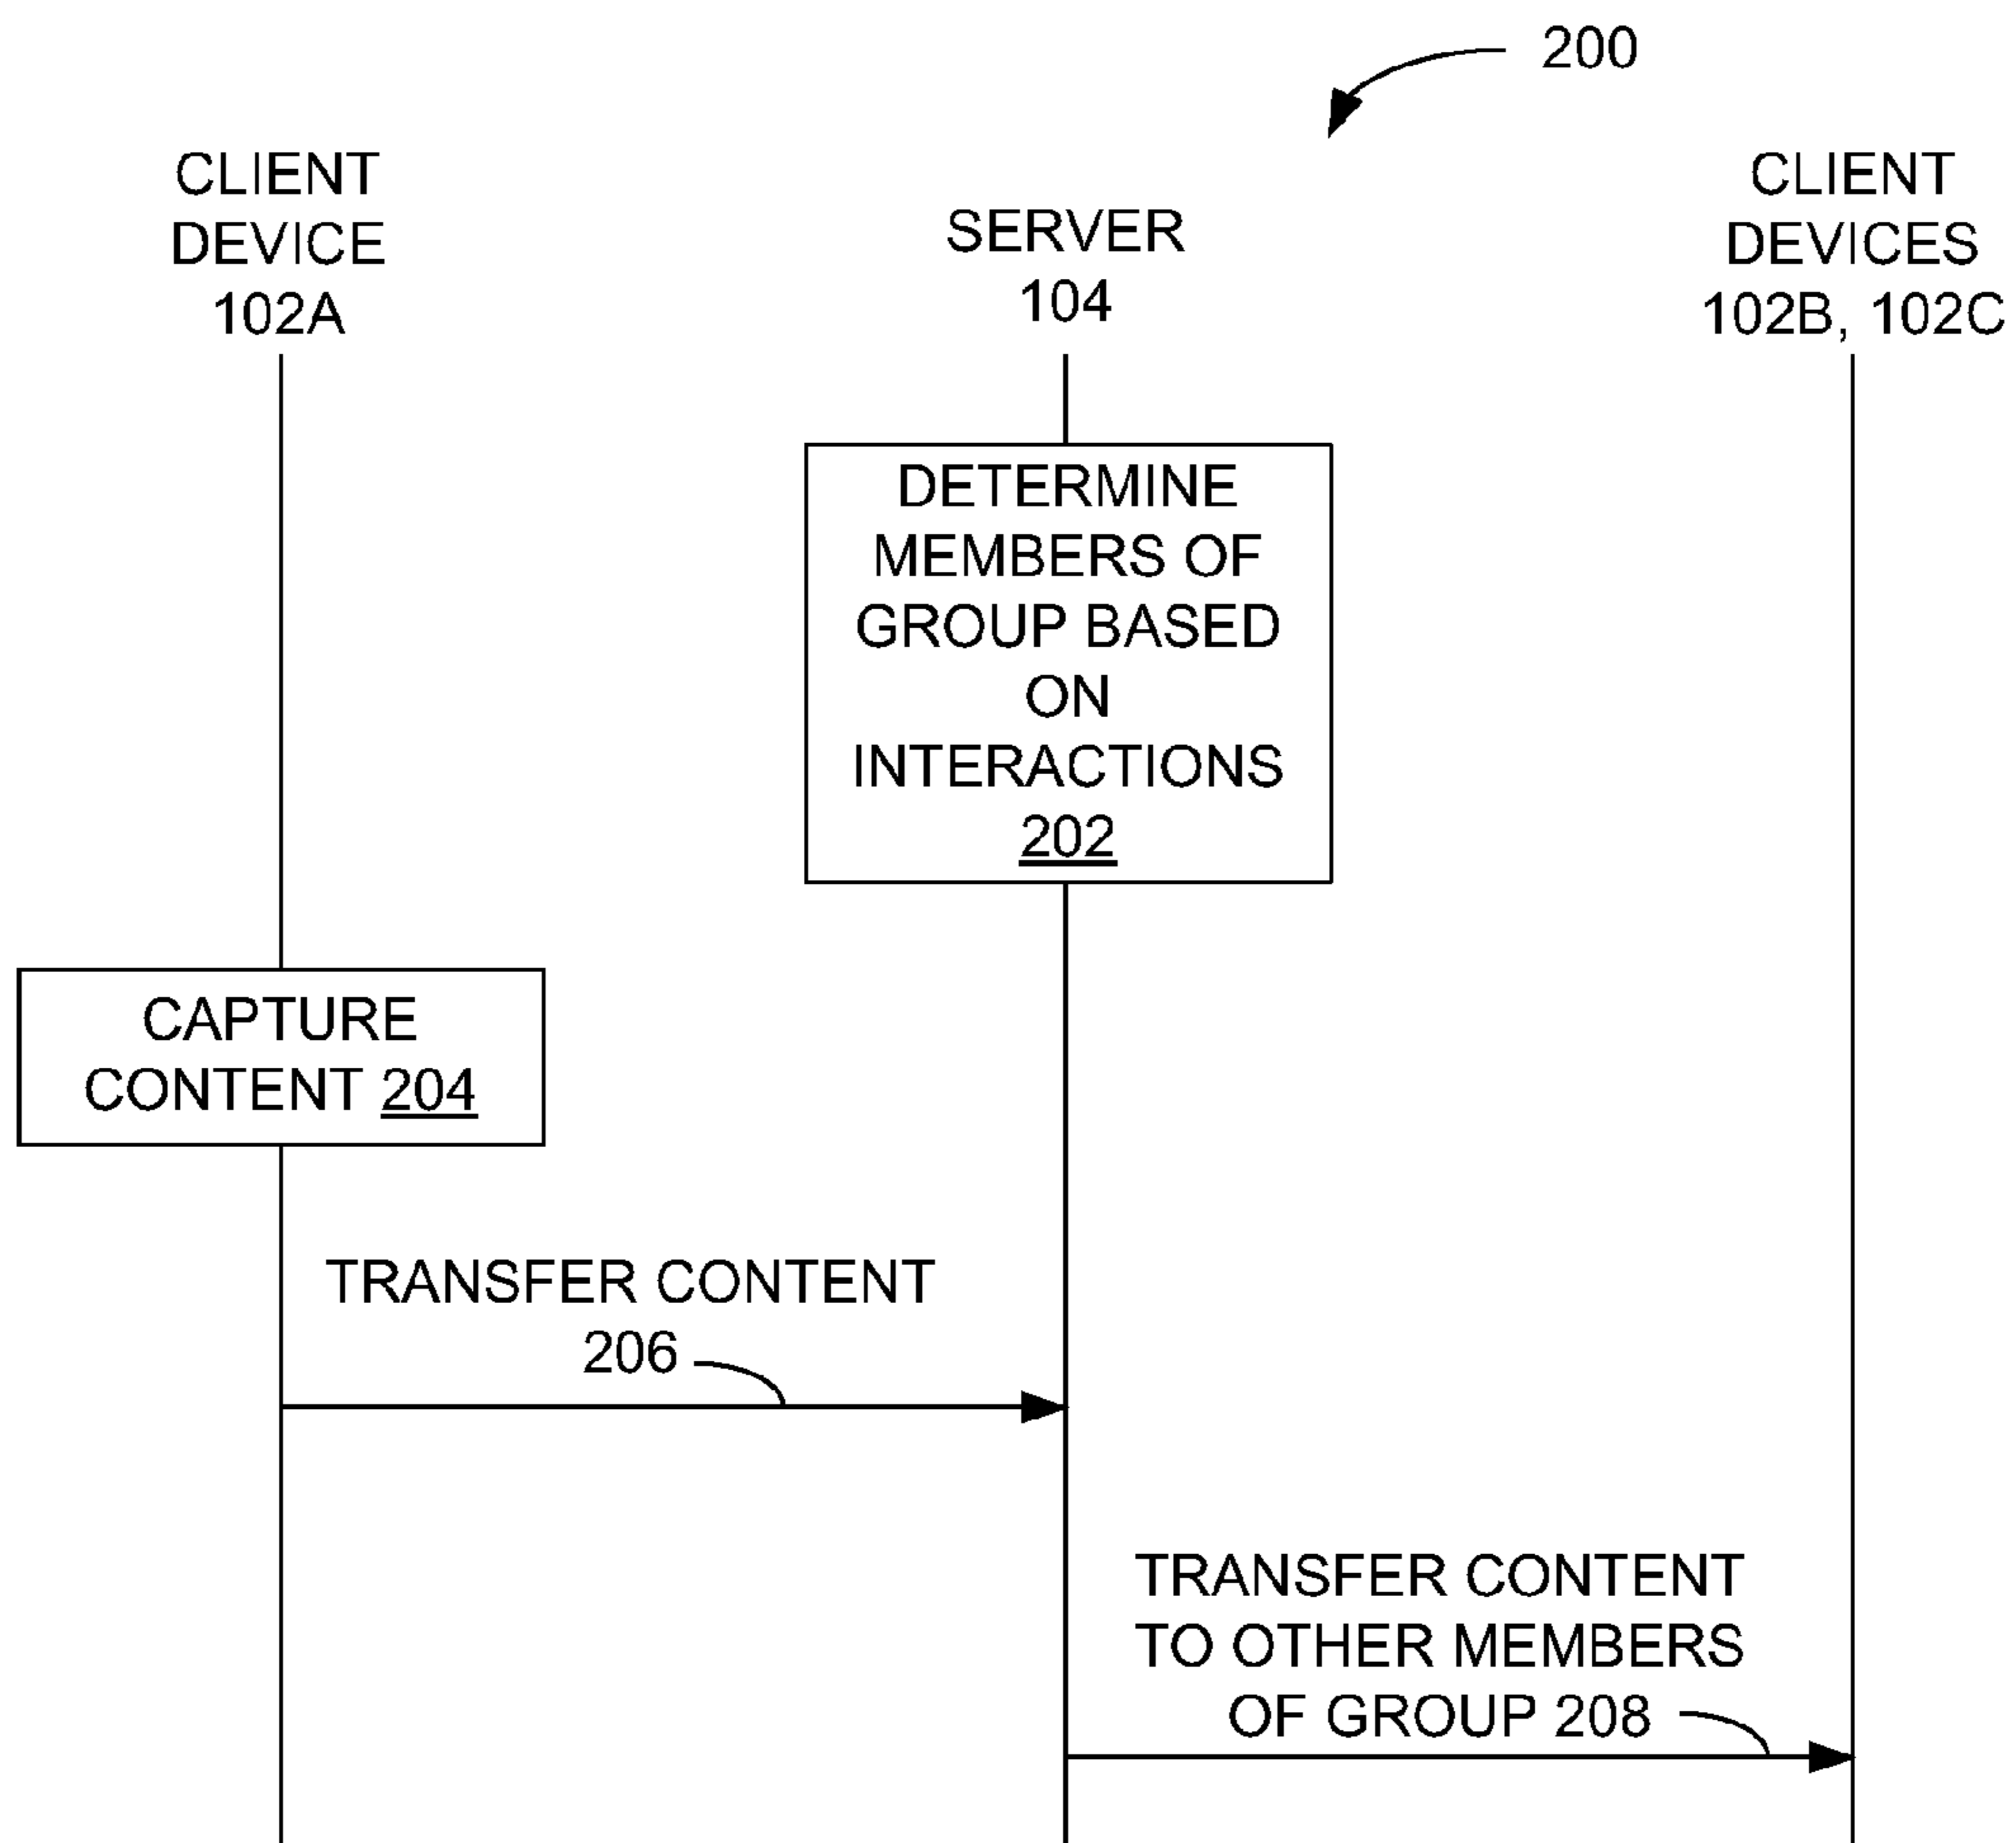 200
CLIENT
DEVICE
102A
SERVER
104
CLIENT
DEVICES
102B, 102C
DETERMINE
MEMBERS OF
GROUP BASED
ON
INTERACTIONS
202
CAPTURE
CONTENT 204
TRANSFER CONTENT
206
TRANSFER CONTENT
TO OTHER MEMBERS
OF GROUP 208